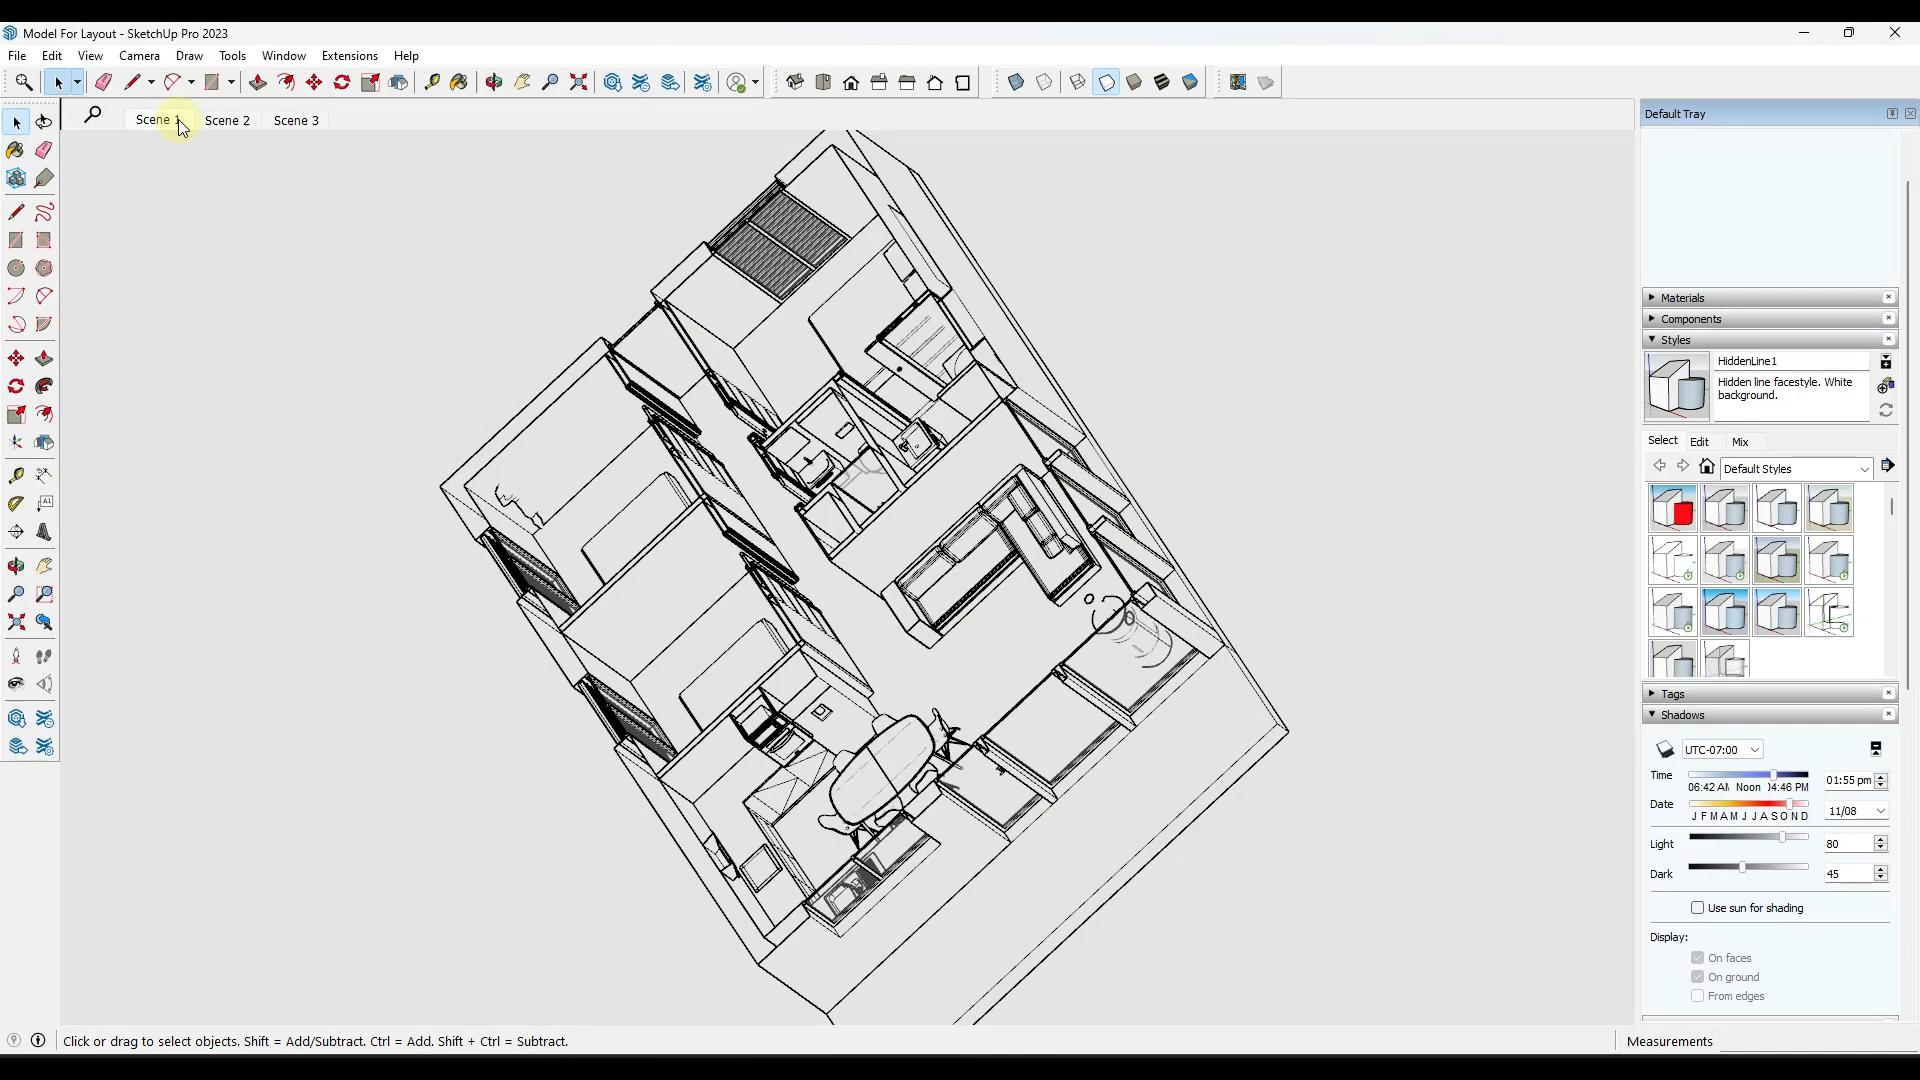 Model For Layout - SketchUp Pro 2023
File Edit View Camera Draw Tools Window Extensions Help
Scene 1 Scene 2 Scene 3
Default Tray
Materials
Components
Styles
HiddenLine1
Hidden line facestyle. White
background.
Select Edit Mix
Default Styles
Tags
Shadows
UTC-07:00
Time
01:55 pm
06:42 AM Noon 04:46 PM
Date
11/08
J F M A M J J A S O N D
Light 80
Dark 45
Use sun for shading
Display:
On faces
On ground
From edges
Click or drag to select objects. Shift = Add/Subtract. Ctrl = Add. Shift + Ctrl = Subtract.
Measurements